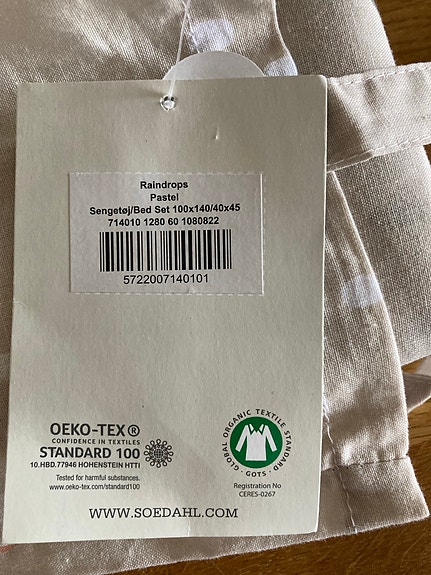 Raindrops
Pastel
Sengetøj/Bed Set 100x140/40x45
714010 1280 60 1080822
5722007140101
OEKO-TEX®
CONFIDENCE IN TEXTILES
STANDARD 100
10.HBD.77946 HOHENSTEIN HTTI
Tested for harmful substances.
www.oeko-tex.com/standard100
GLOBAL ORGANIC TEXTILE STANDARD
· GOTS ·
Registration No
CERES-0267
WWW.SOEDAHL.COM